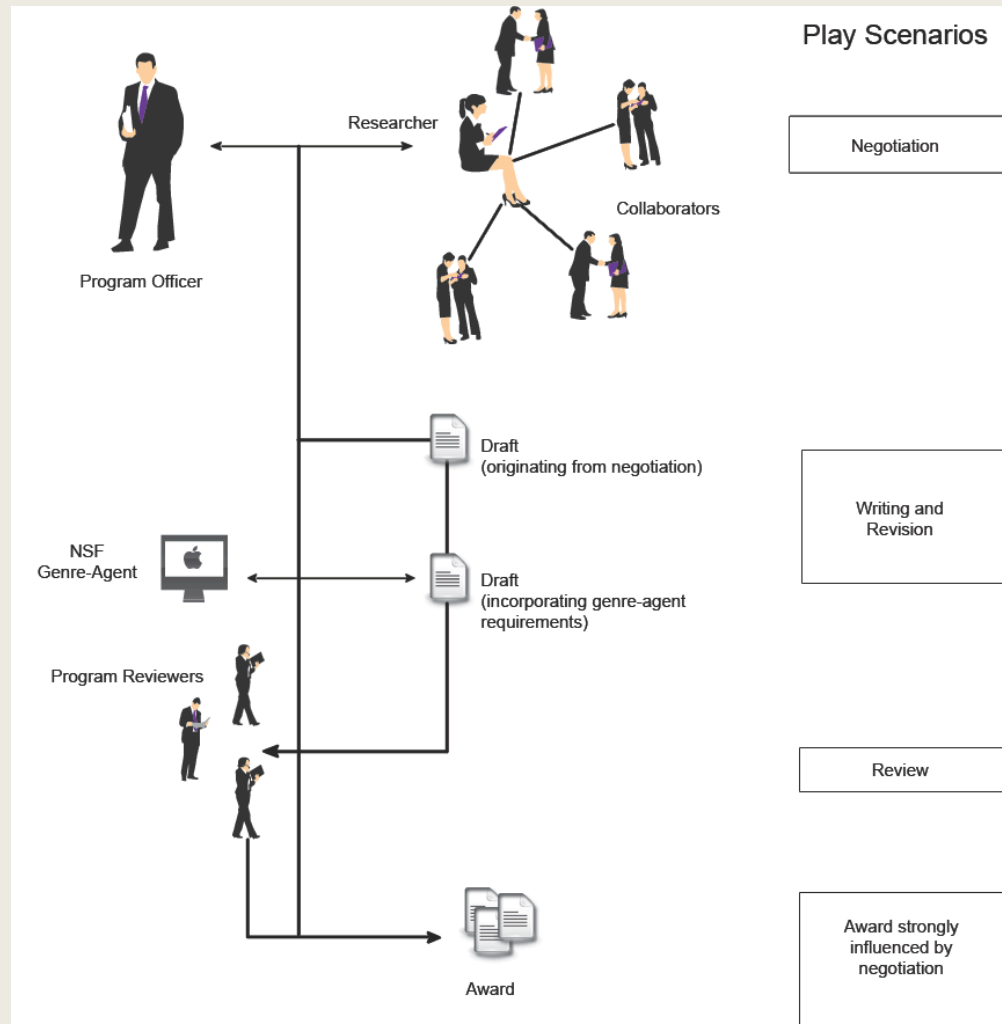 Play Scenarios
Researcher
Negotiation
Collaborators
Program Officer
Draft
(originating from negotiation)
Writing and
Revision
NSF
Genre-Agent
Draft
(incorporating genre-agent
requirements)
Program Reviewers
Review
Award strongly
influenced by
negotiation
Award